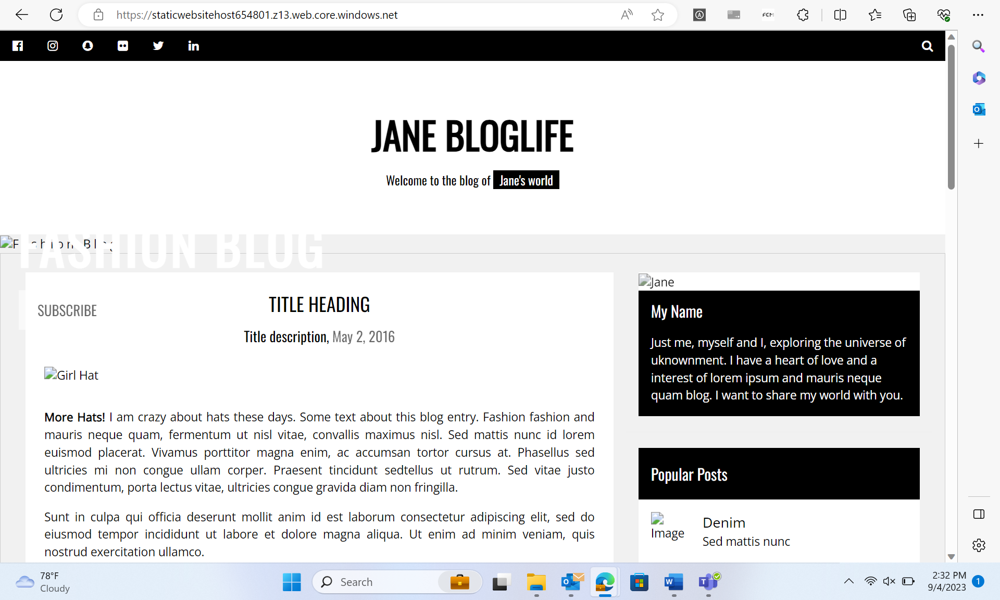 https://staticwebsitehost654801.z13.web.core.windows.net
FCM
JANE BLOGLIFE
Welcome to the blog of Jane's world
Fashion Blog
FASHION BLOG
SUBSCRIBE
TITLE HEADING
Title description, May 2, 2016
Girl Hat
More Hats! I am crazy about hats these days. Some text about this blog entry. Fashion fashion and
mauris neque quam, fermentum ut nisl vitae, convallis maximus nisl. Sed mattis nunc id lorem
euismod placerat. Vivamus porttitor magna enim, ac accumsan tortor cursus at. Phasellus sed
ultricies mi non congue ullam corper. Praesent tincidunt sedtellus ut rutrum. Sed vitae justo
condimentum, porta lectus vitae, ultricies congue gravida diam non fringilla.
Sunt in culpa qui officia deserunt mollit anim id est laborum consectetur adipiscing elit, sed do
eiusmod tempor incididunt ut labore et dolore magna aliqua. Ut enim ad minim veniam, quis
nostrud exercitation ullamco.
Jane
My Name
Just me, myself and I, exploring the universe of
uknownment. I have a heart of love and a
interest of lorem ipsum and mauris neque
quam blog. I want to share my world with you.
Popular Posts
Image
Denim
Sed mattis nunc
78°F
Cloudy
Search
2:32 PM
9/4/2023
1